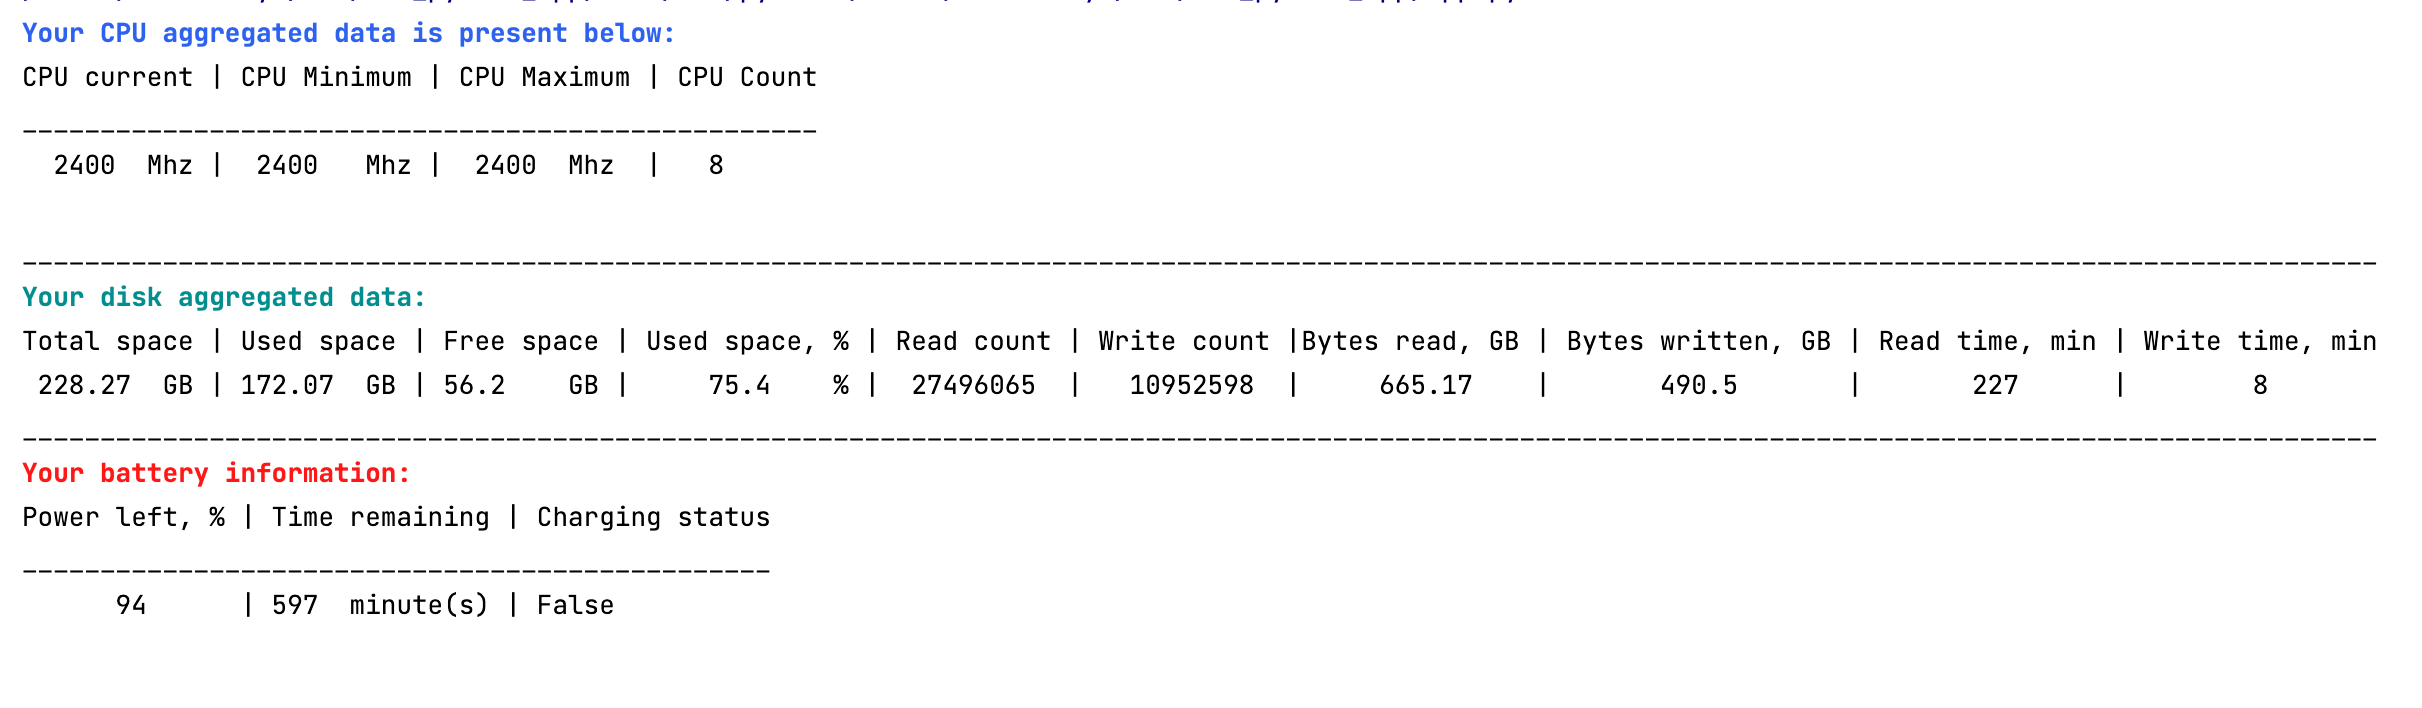 Your CPU aggregated data is present below:
CPU current | CPU Minimum | CPU Maximum | CPU Count
___________________________________________________
2400 Mhz | 2400 Mhz | 2400 Mhz | 8
_______________________________________________________________________________________________________________________________________________________
Your disk aggregated data:
Total space | Used space | Free space | Used space, % | Read count | Write count |Bytes read, GB | Bytes written, GB | Read time, min | Write time, min
228.27 GB | 172.07 GB | 56.2 GB | 75.4 % | 27496065 | 10952598 | 665.17 | 490.5 | 227 | 8
_______________________________________________________________________________________________________________________________________________________
Your battery information:
Power left, % | Time remaining | Charging status
________________________________________________
94 | 597 minute(s) | False